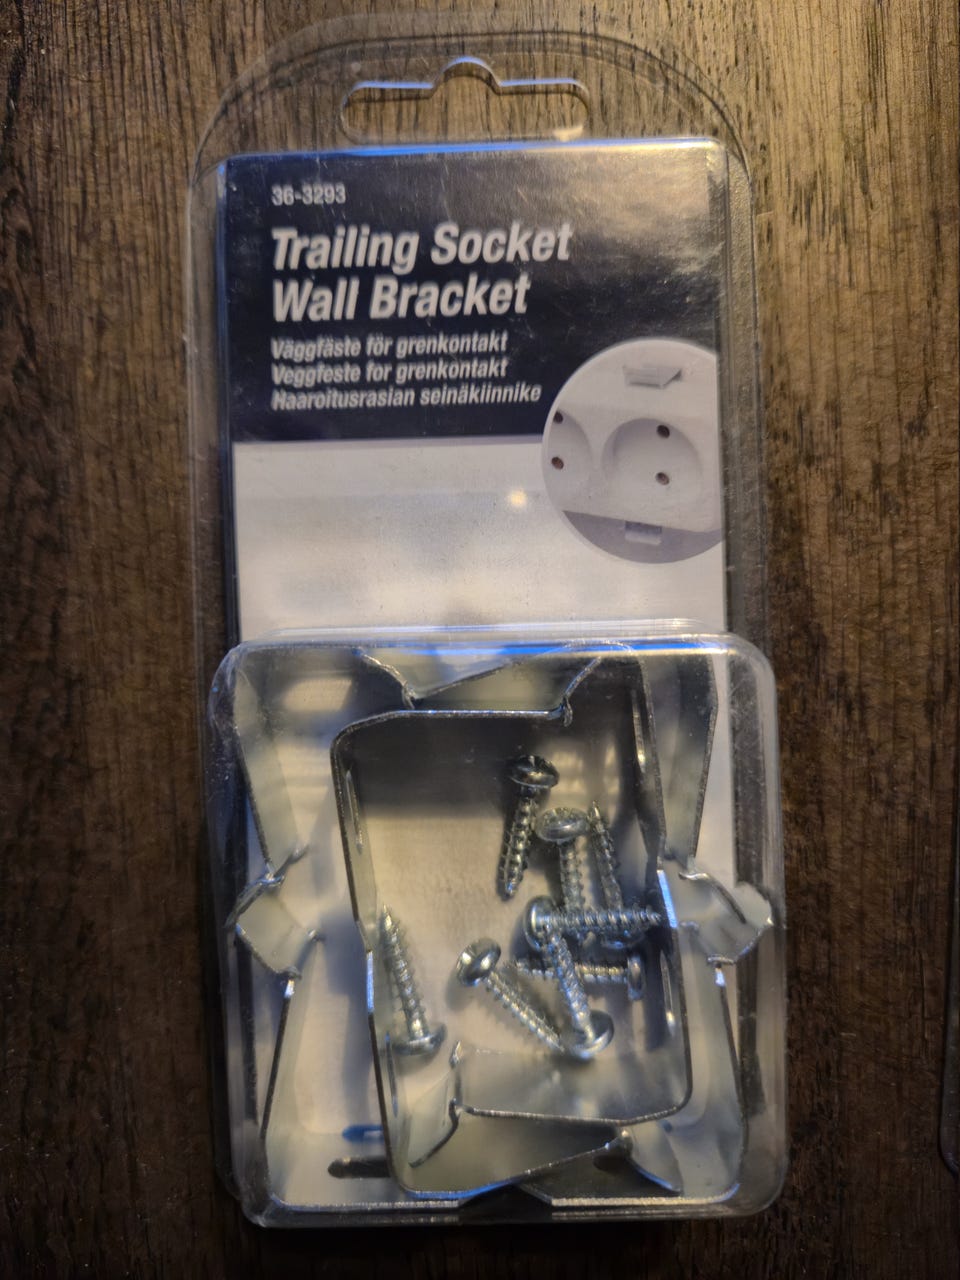 36-3293
Trailing Socket
Wall Bracket
Väggfäste för grenkontakt
Veggfeste for grenkontakt
Haaroitusrasian seinäkiinnike